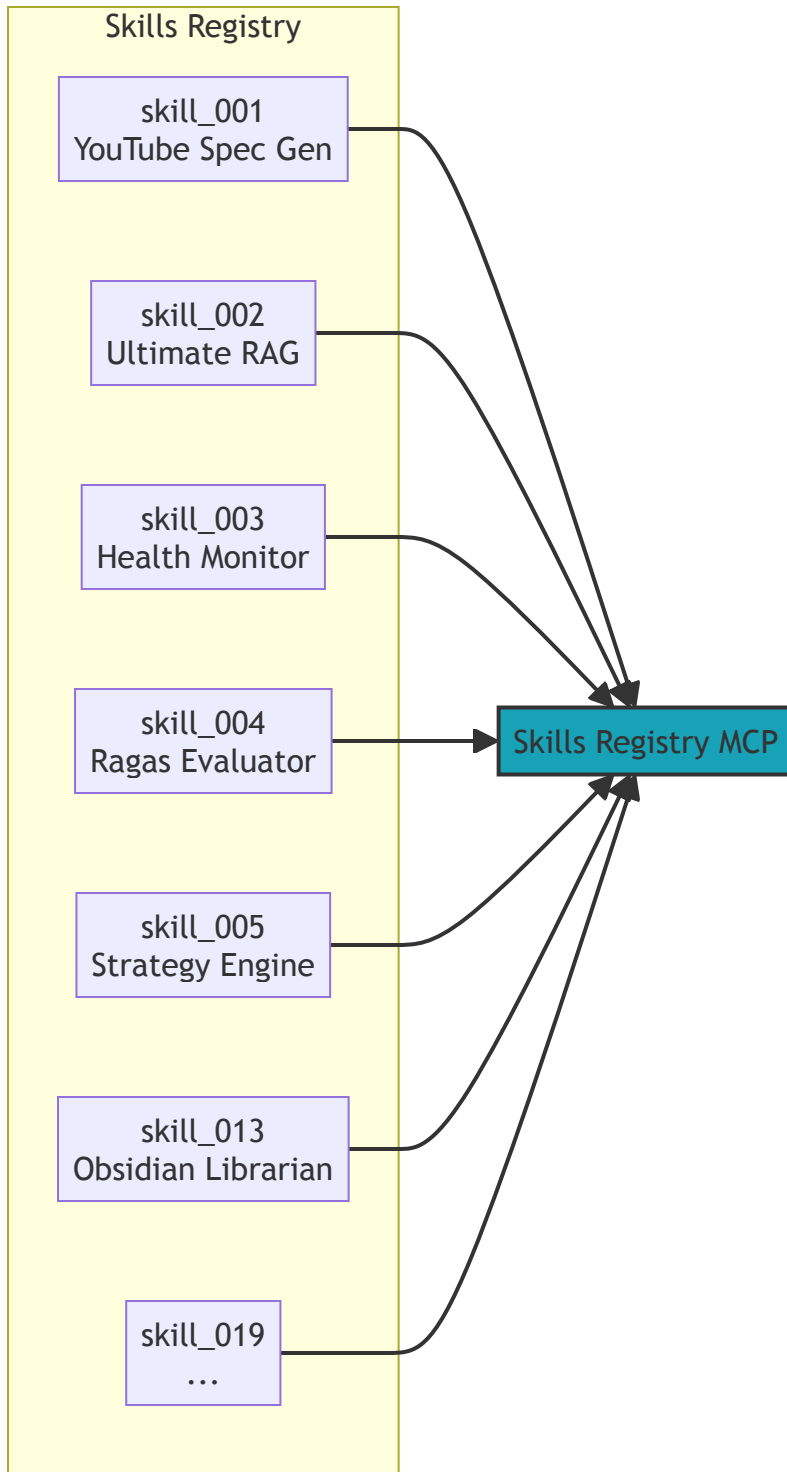 Skills Registry
skill_001
YouTube Spec Gen
skill_002
Ultimate RAG
skill_003
Health Monitor
skill_004
Ragas Evaluator
Skills Registry MCP
skill_005
Strategy Engine
skill_013
Obsidian Librarian
skill_019
...